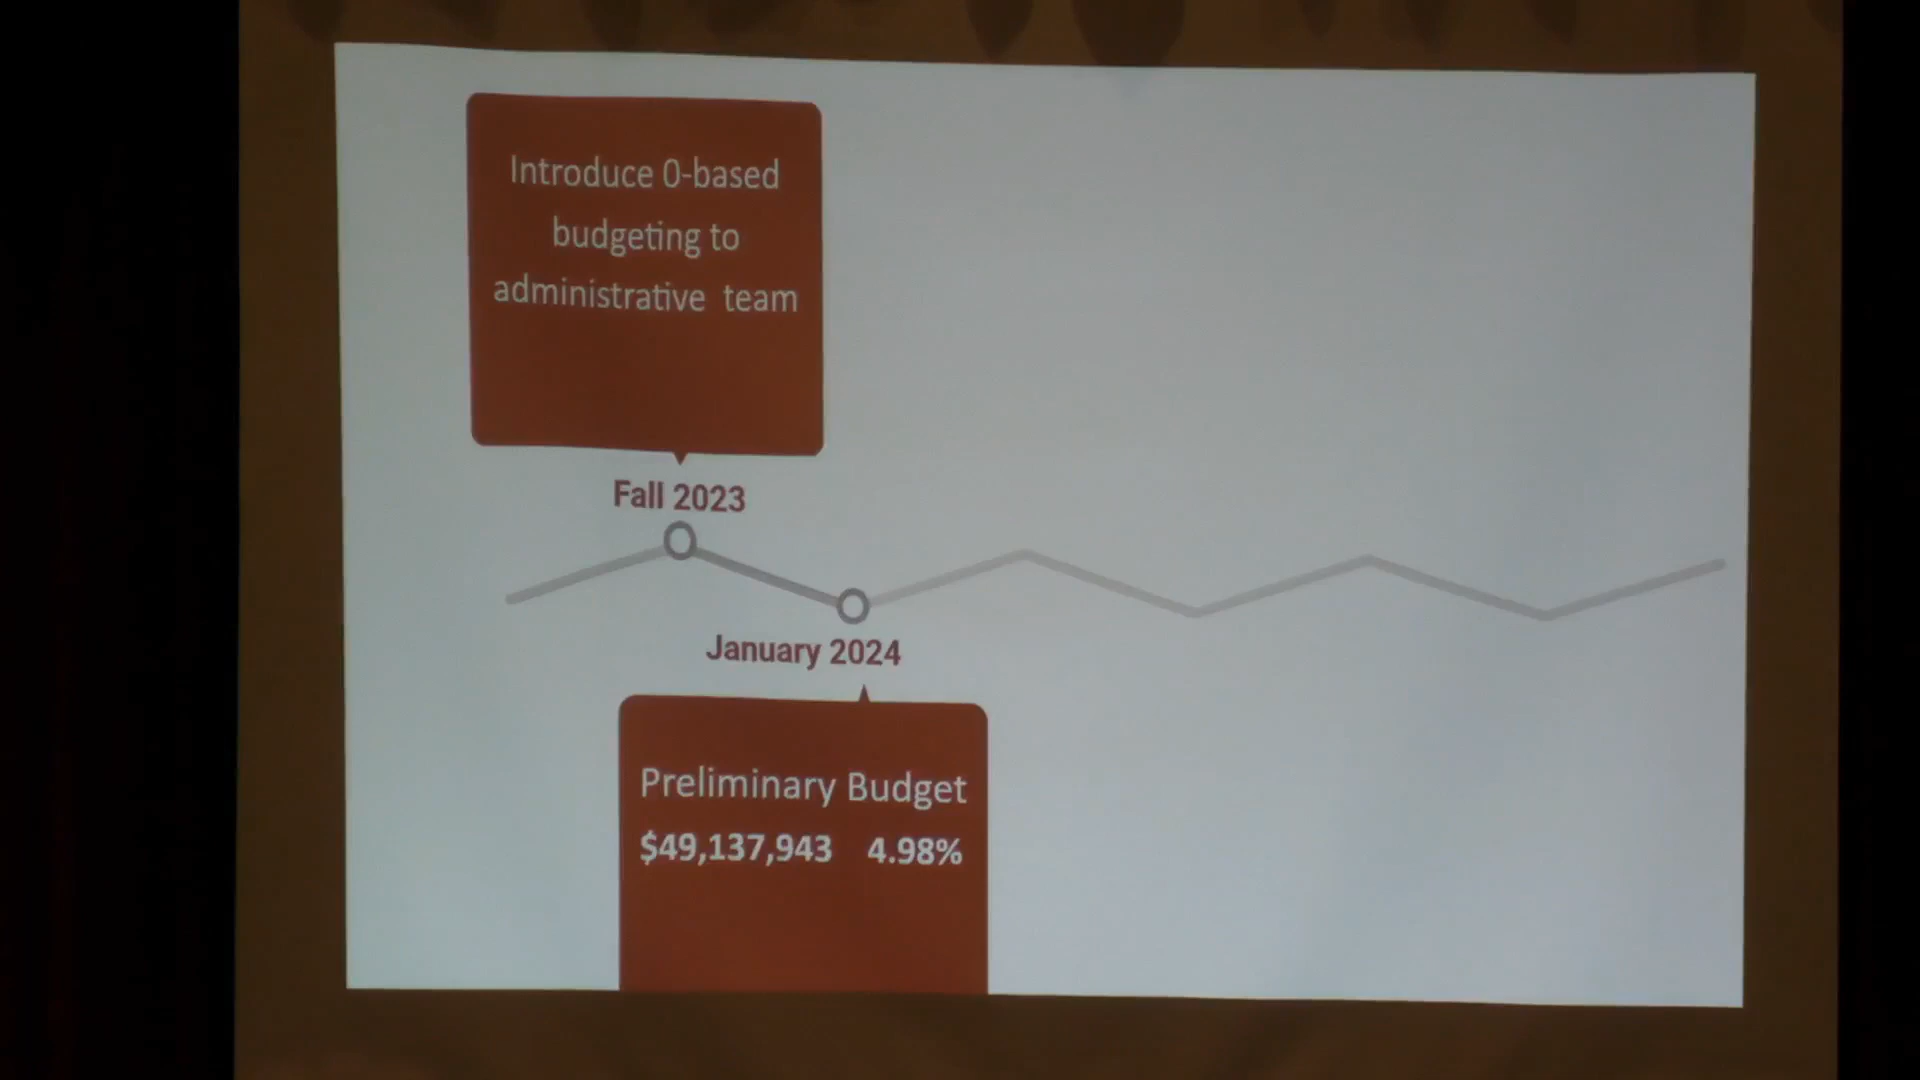 Introduce 0-based
budgeting to
administrative team
Fall 2023
January 2024
Preliminary Budget
$49,137,943 4.98%